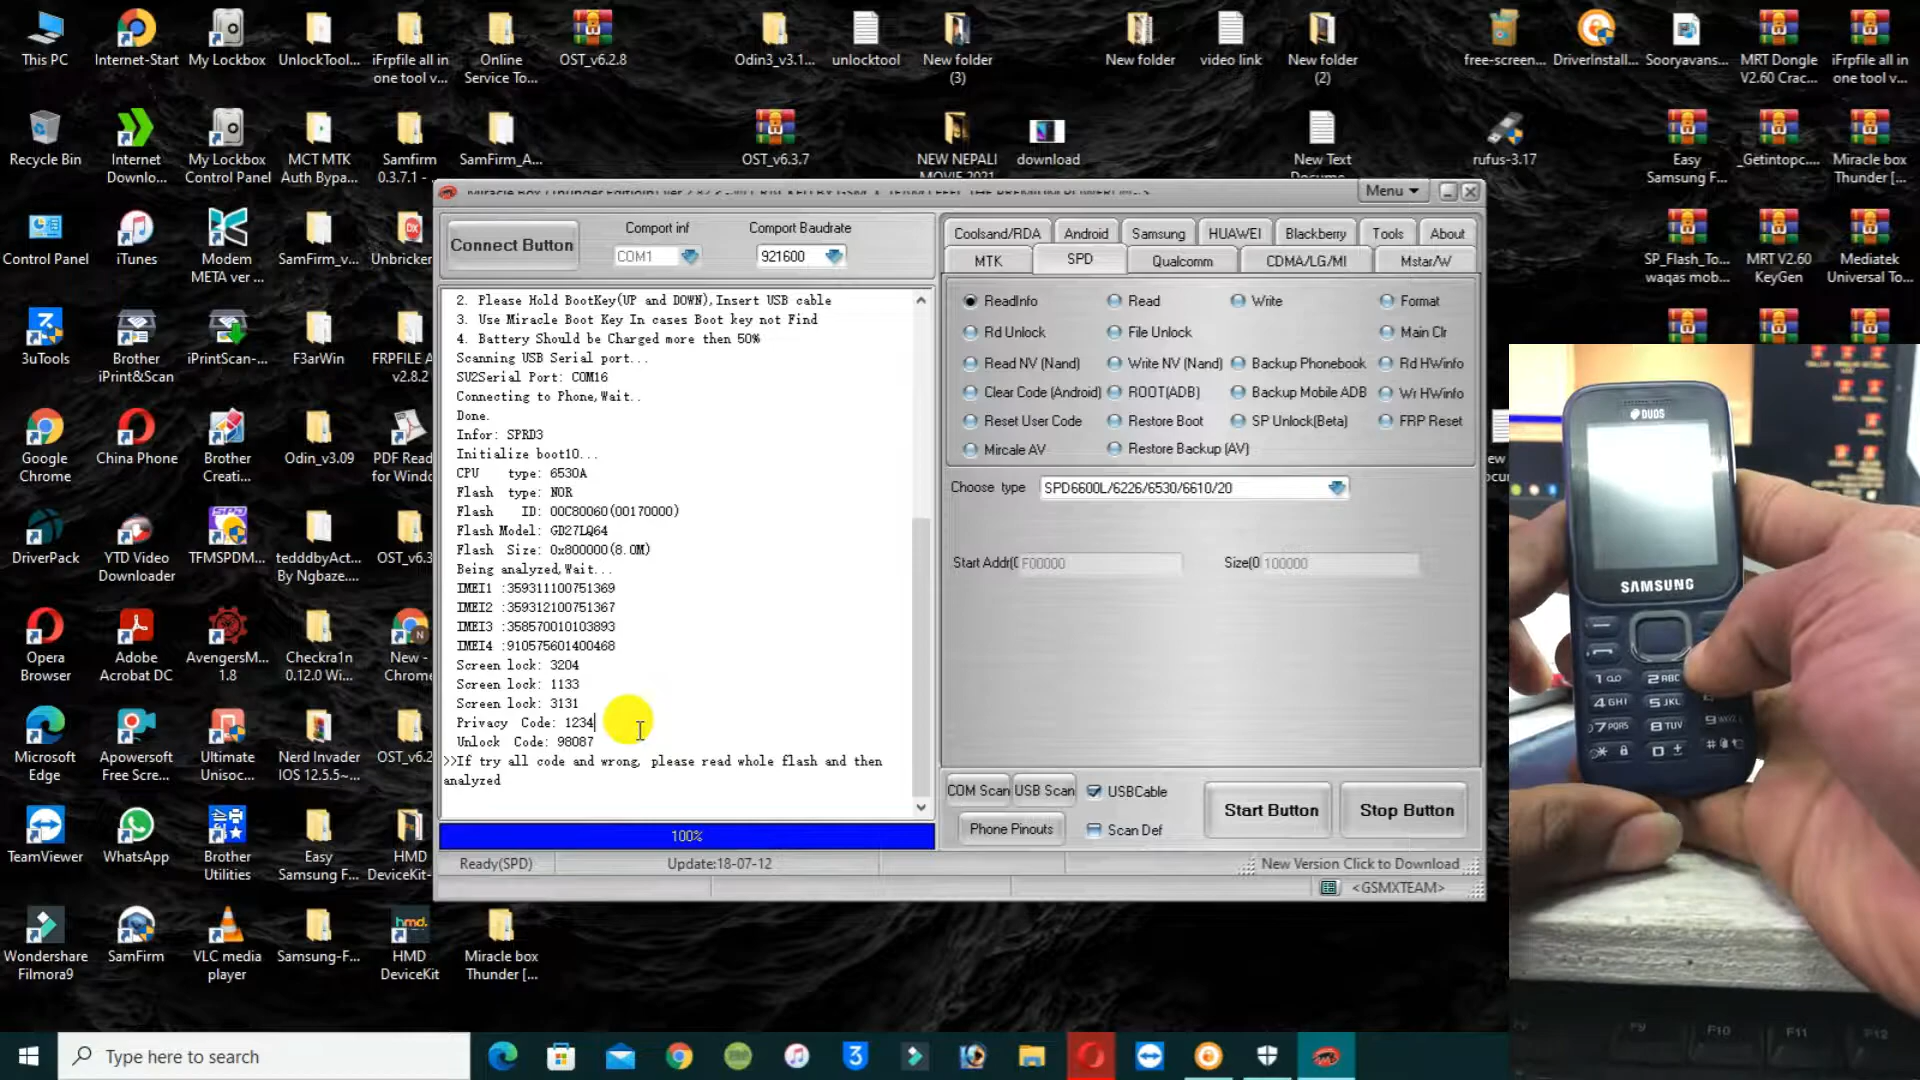 This PC
Internet-Start
My Lockbox
UnlockTool...
iFrpfile all in
one tool v...
Online
Service To...
OST_v6.2.8
Odin3_v3.1...
unlocktool
New folder
(3)
New folder
video link
New folder
(2)
free-screen...
DriverInstall...
Sooryavans...
MRT Dongle
V2.60 Crac...
iFrpfile all in
one tool v...
Recycle Bin
Internet
Downlo...
My Lockbox
Control Panel
MCT MTK
Auth Bypa...
Samfirm
0.3.7.1 -...
SamFirm_A...
OST_v6.3.7
NEW NEPALI
MOVIE 2021
download
New Text
rufus-3.17
Easy
Samsung F...
_Getintopc....
Miracle box
Thunder [...
Control Panel
iTunes
Modem
META ver ...
SamFirm_v...
Unbricker
SP_Flash_To...
waqas mob...
MRT V2.60
KeyGen
Mediatek
Universal To...
3uTools
Brother
iPrint&Scan
iPrintScan-...
F3arWin
FRPFILE A
v2.8.2
Google
Chrome
China Phone
Brother
Creati...
Odin_v3.09
PDF Read
for Windo
DriverPack
YTD Video
Downloader
TFMSPDM...
tedddbyAct...
By Ngbaze....
OST_v6.3
Opera
Browser
Adobe
Acrobat DC
AvengersM...
1.8
Checkra1n
0.12.0 Wi...
New -
Chrome
Microsoft
Edge
Apowersoft
Free Scre...
Ultimate
Unisoc...
Nerd Invader
IOS 12.5.5~...
OST_v6.2
TeamViewer
WhatsApp
Brother
Utilities
Easy
Samsung F...
HMD
DeviceKit-
Wondershare
Filmora9
SamFirm
VLC media
player
Samsung-F...
HMD
DeviceKit
Miracle box
Thunder [...
Menu
Connect Button
Comport inf
Comport Baudrate
COM1
921600
Coolsand/RDA
Android
Samsung
HUAWEI
Blackberry
Tools
About
MTK
SPD
Qualcomm
CDMA/LG/MI
Mstar/W
2. Please Hold BootKey(UP and DOWN),Insert USB cable
3. Use Miracle Boot Key In cases Boot key not Find
4. Battery Should be Charged more then 50%
Scanning USB Serial port...
SU2Serial Port: COM16
Connecting to Phone,Wait..
Done.
Infor: SPRD3
Initialize boot10...
CPU type: 6530A
Flash type: NOR
Flash ID: 00C80060(00170000)
Flash Model: GD27LQ64
Flash Size: 0x800000(8.0M)
Being analyzed,Wait...
IMEI1 :359311100751369
IMEI2 :359312100751367
IMEI3 :358570010103893
IMEI4 :910575601400468
Screen lock: 3204
Screen lock: 1133
Screen lock: 3131
Privacy Code: 1234
Unlock Code: 98087
>>If try all code and wrong, please read whole flash and then
analyzed
100%
Ready(SPD)
Update:18-07-12
New Version Click to Download
<GSMXTEAM>
ReadInfo
Read
Write
Format
Rd Unlock
File Unlock
Main Clr
Read NV (Nand)
Write NV (Nand)
Backup Phonebook
Rd HWinfo
Clear Code (Android)
ROOT(ADB)
Backup Mobile ADB
Wr HWinfo
Reset User Code
Restore Boot
SP Unlock(Beta)
FRP Reset
Mircale AV
Restore Backup (AV)
Choose type
SPD6600L/6226/6530/6610/20
Start Addr(
F00000
Size(0
100000
COM Scan
USB Scan
USBCable
Start Button
Stop Button
Phone Pinouts
Scan Def
DUOS
SAMSUNG
2 ABC
4 GHI
5 JKL
7 PQRS
8 TUV
F9
F10
F11
F12
Type here to search